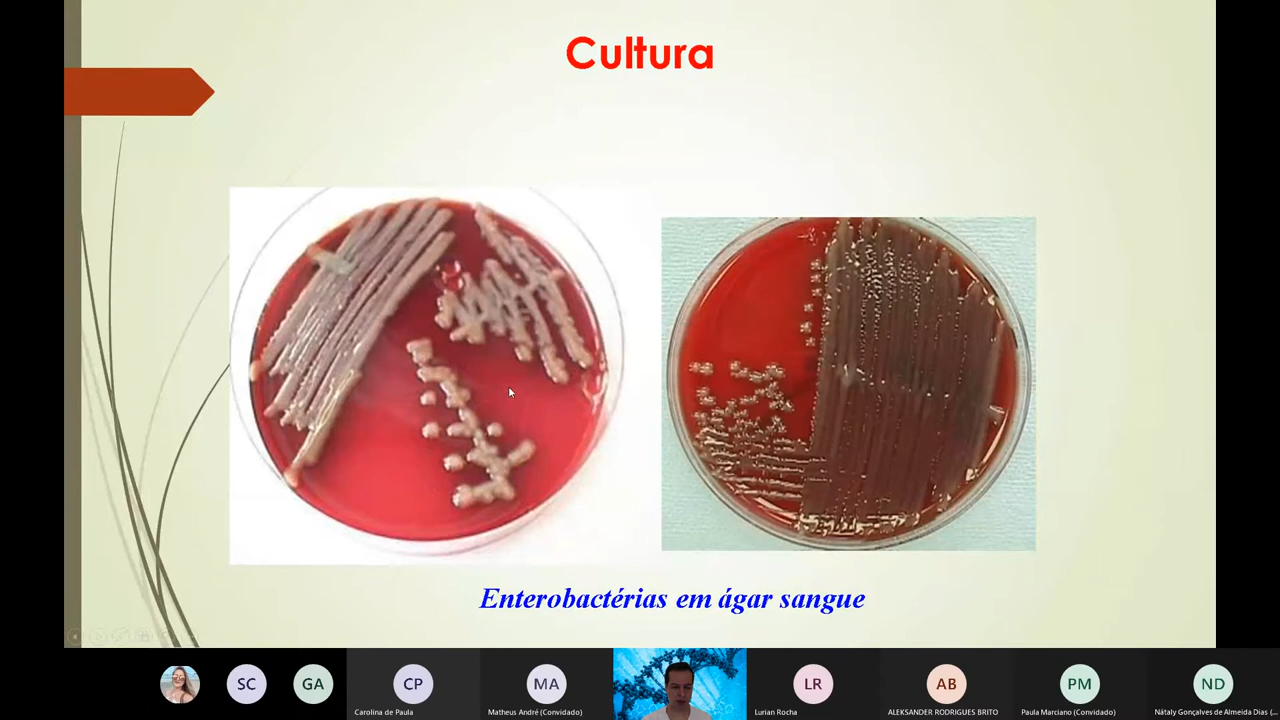 Cultura
Enterobactérias em ágar sangue
SC
GA
CP
MA
LR
AB
PM
ND
Carolina de Paula
Matheus André (Convidado)
Lurian Rocha
ALEKSANDER RODRIGUES BRITO
Paula Marciano (Convidado)
Nátaly Gonçalves de Almeida Dias (...